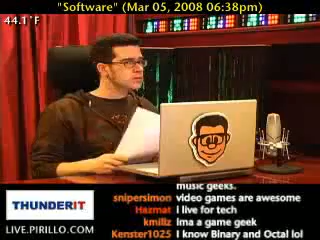 "Software" (Mar 05, 2008 06:38pm)
44.1°F
music geeks.
snipersimon video games are awesome
Hazmat i live for tech
kmillz Ima a game geek
Kenster1025 I know Binary and Octal lol
THUNDERIT
LIVE.PIRILLO.COM